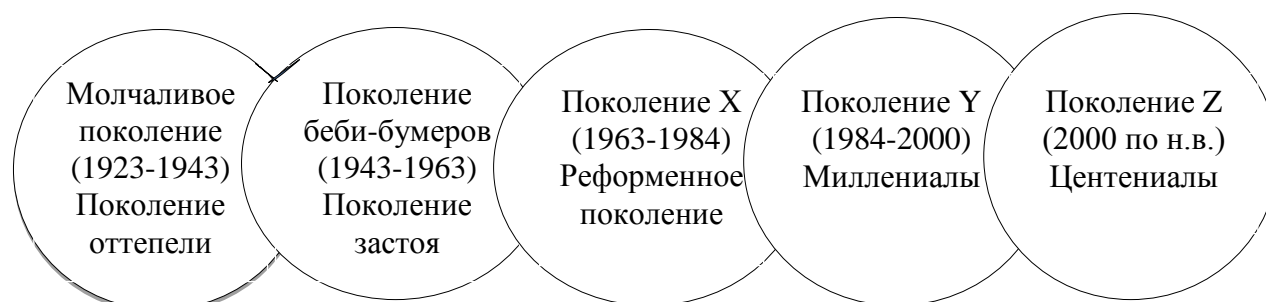 Молчаливое
поколение
(1923-1943)
Поколение
оттепели
Поколение
беби-бумеров
(1943-1963)
Поколение
застоя
Поколение X
(1963-1984)
Реформенное
поколение
Поколение Y
(1984-2000)
Миллениалы
Поколение Z
(2000 по н.в.)
Центениалы